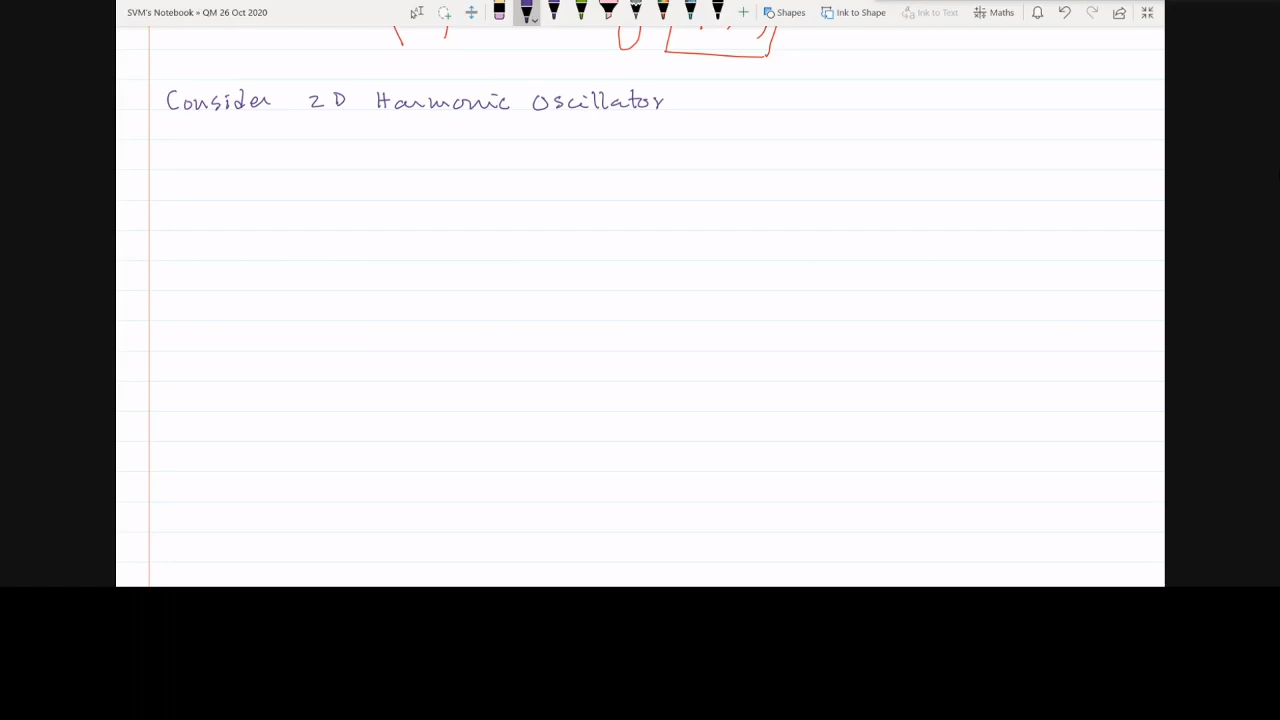 SVM's Notebook » QM 26 Oct 2020
Shapes
Ink to Shape
Ink to Text
Maths
Consider 2D Harmonic Oscillator